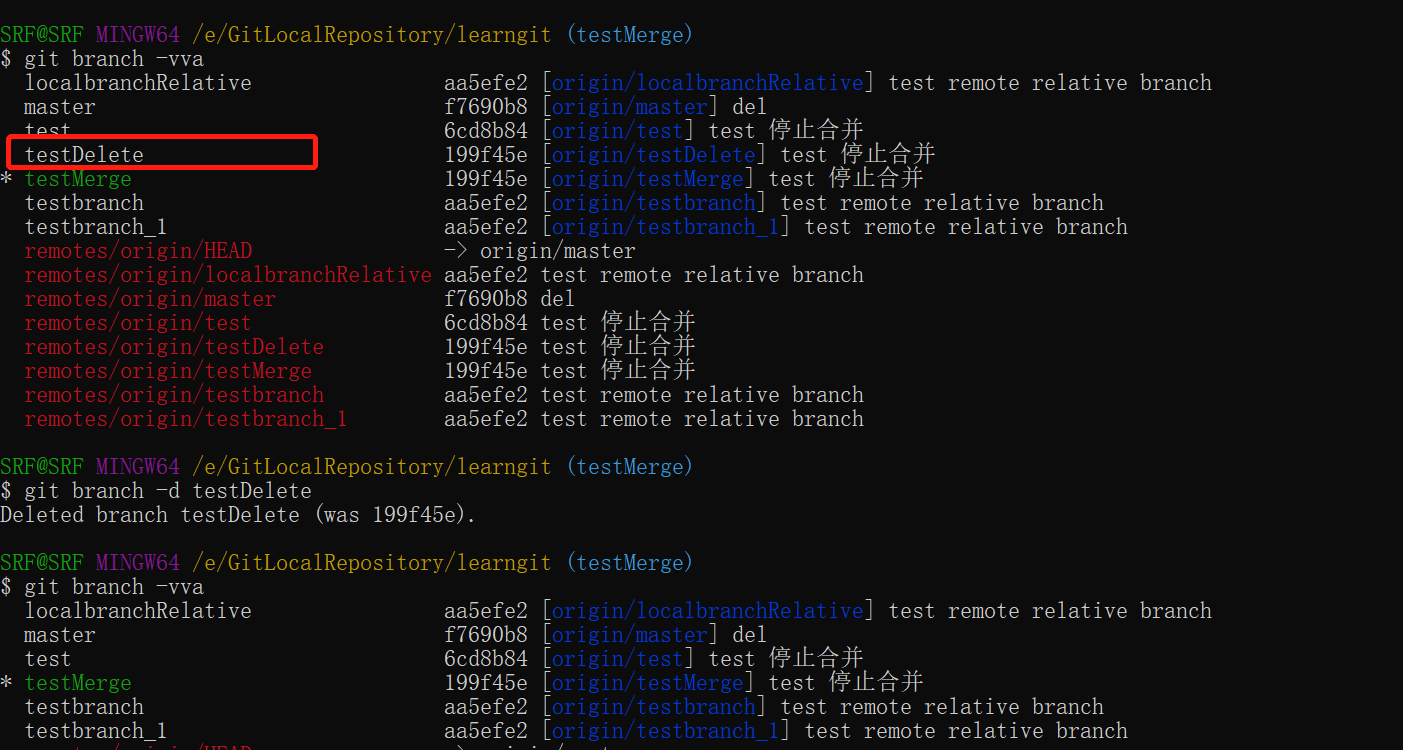 SRF@SRF MINGW64 /e/GitLocalRepository/learngit (testMerge)
$ git branch -vva
localbranchRelative aa5efe2 [origin/localbranchRelative] test remote relative branch
master f7690b8 [origin/master] del
test 6cd8b84 [origin/test] test 停止合并
testDelete 199f45e [origin/testDelete] test 停止合并
* testMerge 199f45e [origin/testMerge] test 停止合并
testbranch aa5efe2 [origin/testbranch] test remote relative branch
testbranch_1 aa5efe2 [origin/testbranch_1] test remote relative branch
remotes/origin/HEAD -> origin/master
remotes/origin/localbranchRelative aa5efe2 test remote relative branch
remotes/origin/master f7690b8 del
remotes/origin/test 6cd8b84 test 停止合并
remotes/origin/testDelete 199f45e test 停止合并
remotes/origin/testMerge 199f45e test 停止合并
remotes/origin/testbranch aa5efe2 test remote relative branch
remotes/origin/testbranch_1 aa5efe2 test remote relative branch
SRF@SRF MINGW64 /e/GitLocalRepository/learngit (testMerge)
$ git branch -d testDelete
Deleted branch testDelete (was 199f45e).
SRF@SRF MINGW64 /e/GitLocalRepository/learngit (testMerge)
$ git branch -vva
localbranchRelative aa5efe2 [origin/localbranchRelative] test remote relative branch
master f7690b8 [origin/master] del
test 6cd8b84 [origin/test] test 停止合并
* testMerge 199f45e [origin/testMerge] test 停止合并
testbranch aa5efe2 [origin/testbranch] test remote relative branch
testbranch_1 aa5efe2 [origin/testbranch_1] test remote relative branch